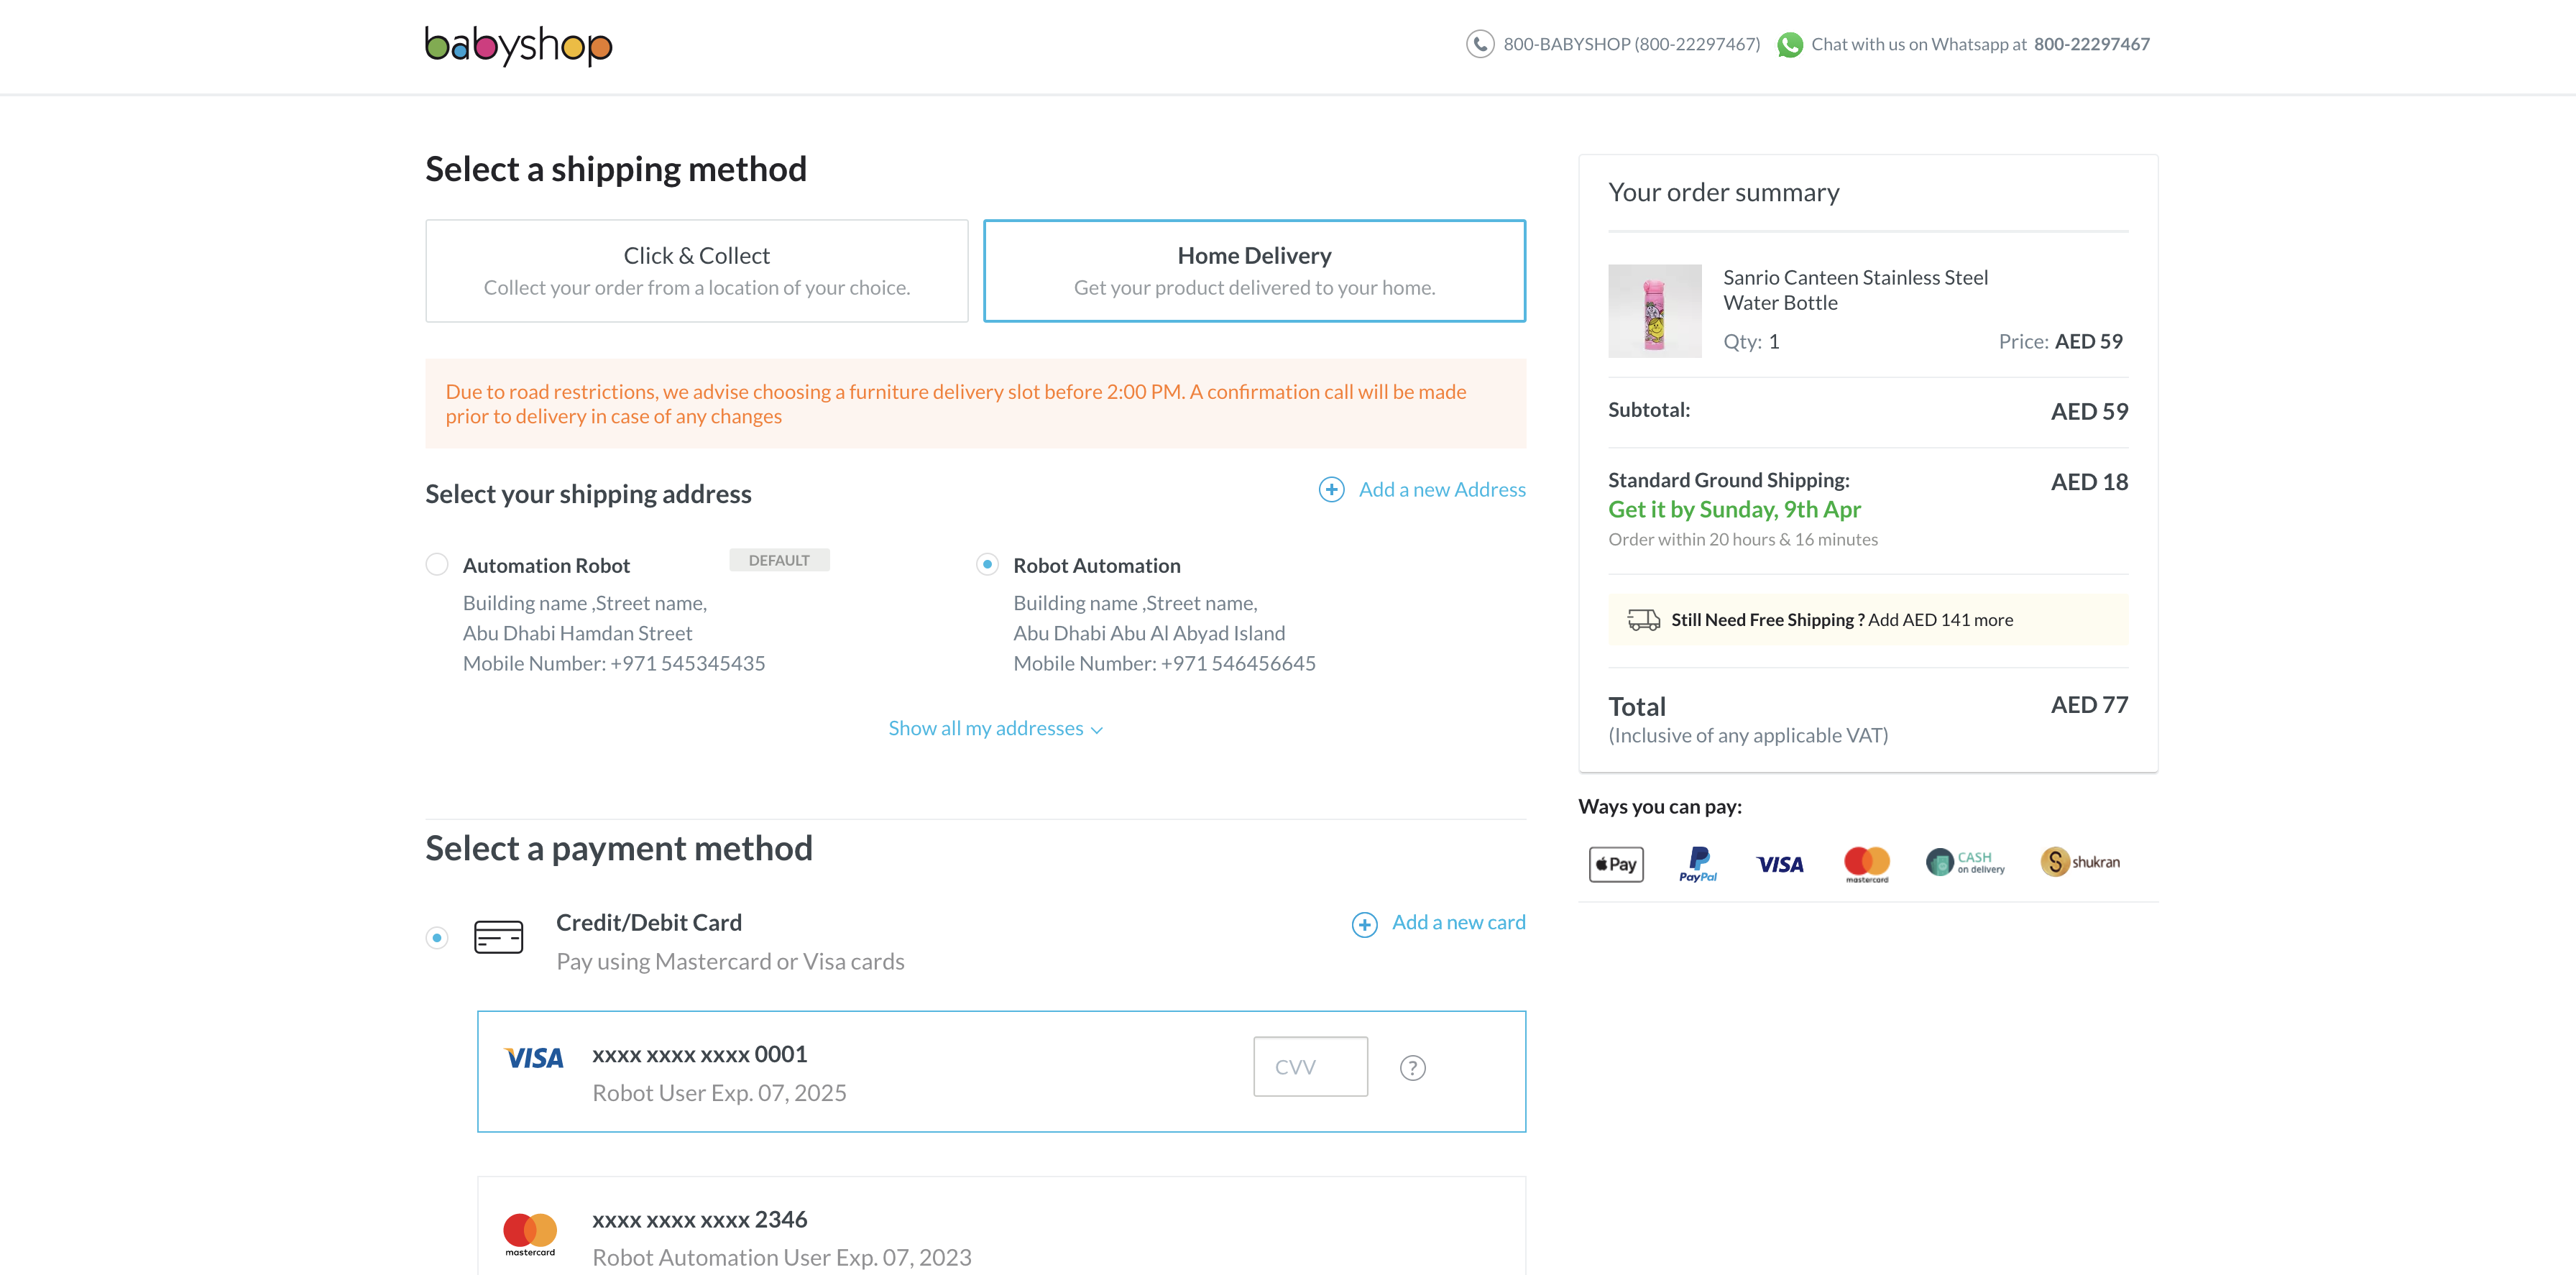 babyshop
800-BABYSHOP (800-22297467)
Chat with us on Whatsapp at 800-22297467
Select a shipping method
Click & Collect
Collect your order from a location of your choice.
Home Delivery
Get your product delivered to your home.
Due to road restrictions, we advise choosing a furniture delivery slot before 2:00 PM. A confirmation call will be made
prior to delivery in case of any changes
Select your shipping address
Add a new Address
Automation Robot
DEFAULT
Building name ,Street name,
Abu Dhabi Hamdan Street
Mobile Number: +971 545345435
Robot Automation
Building name ,Street name,
Abu Dhabi Abu Al Abyad Island
Mobile Number: +971 546456645
Show all my addresses
Select a payment method
Credit/Debit Card
Pay using Mastercard or Visa cards
Add a new card
VISA
xxxx xxxx xxxx 0001
Robot User Exp. 07, 2025
CVV
?
mastercard
xxxx xxxx xxxx 2346
Robot Automation User Exp. 07, 2023
Your order summary
Sanrio Canteen Stainless Steel
Water Bottle
Qty: 1
Price: AED 59
Subtotal: AED 59
Standard Ground Shipping: AED 18
Get it by Sunday, 9th Apr
Order within 20 hours & 16 minutes
Still Need Free Shipping ? Add AED 141 more
Total AED 77
(Inclusive of any applicable VAT)
Ways you can pay:
Pay
PayPal
VISA
mastercard
CASH
on delivery
S shukran